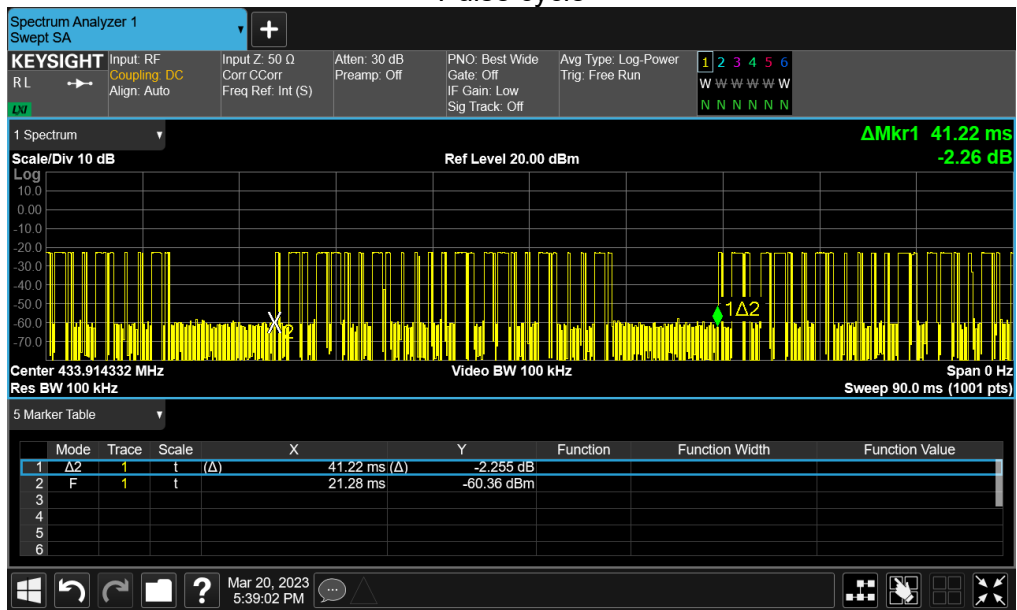 Spectrum Analyzer 1
Swept SA
KEYSIGHT Input: RF Input Z: 50 Ω Atten: 30 dB PNO: Best Wide Avg Type: Log-Power 1 2 3 4 5 6
R L Coupling: DC Corr CCorr Preamp: Off Gate: Off Trig: Free Run W W W W W W
Align: Auto Freq Ref: Int (S) IF Gain: Low
LXI Sig Track: Off N N N N N N
1 Spectrum ΔMkr1 41.22 ms
Scale/Div 10 dB Ref Level 20.00 dBm -2.26 dB
Log
10.0
0.00
-10.0
-20.0
-30.0
-40.0
-50.0
1Δ2
-60.0
2
-70.0
Center 433.914332 MHz Video BW 100 kHz Span 0 Hz
Res BW 100 kHz Sweep 90.0 ms (1001 pts)
5 Marker Table
Mode Trace Scale X Y Function Function Width Function Value
1 Δ2 1 t (Δ) 41.22 ms (Δ) -2.255 dB
2 F 1 t 21.28 ms -60.36 dBm
3
4
5
6
? Mar 20, 2023
5:39:02 PM